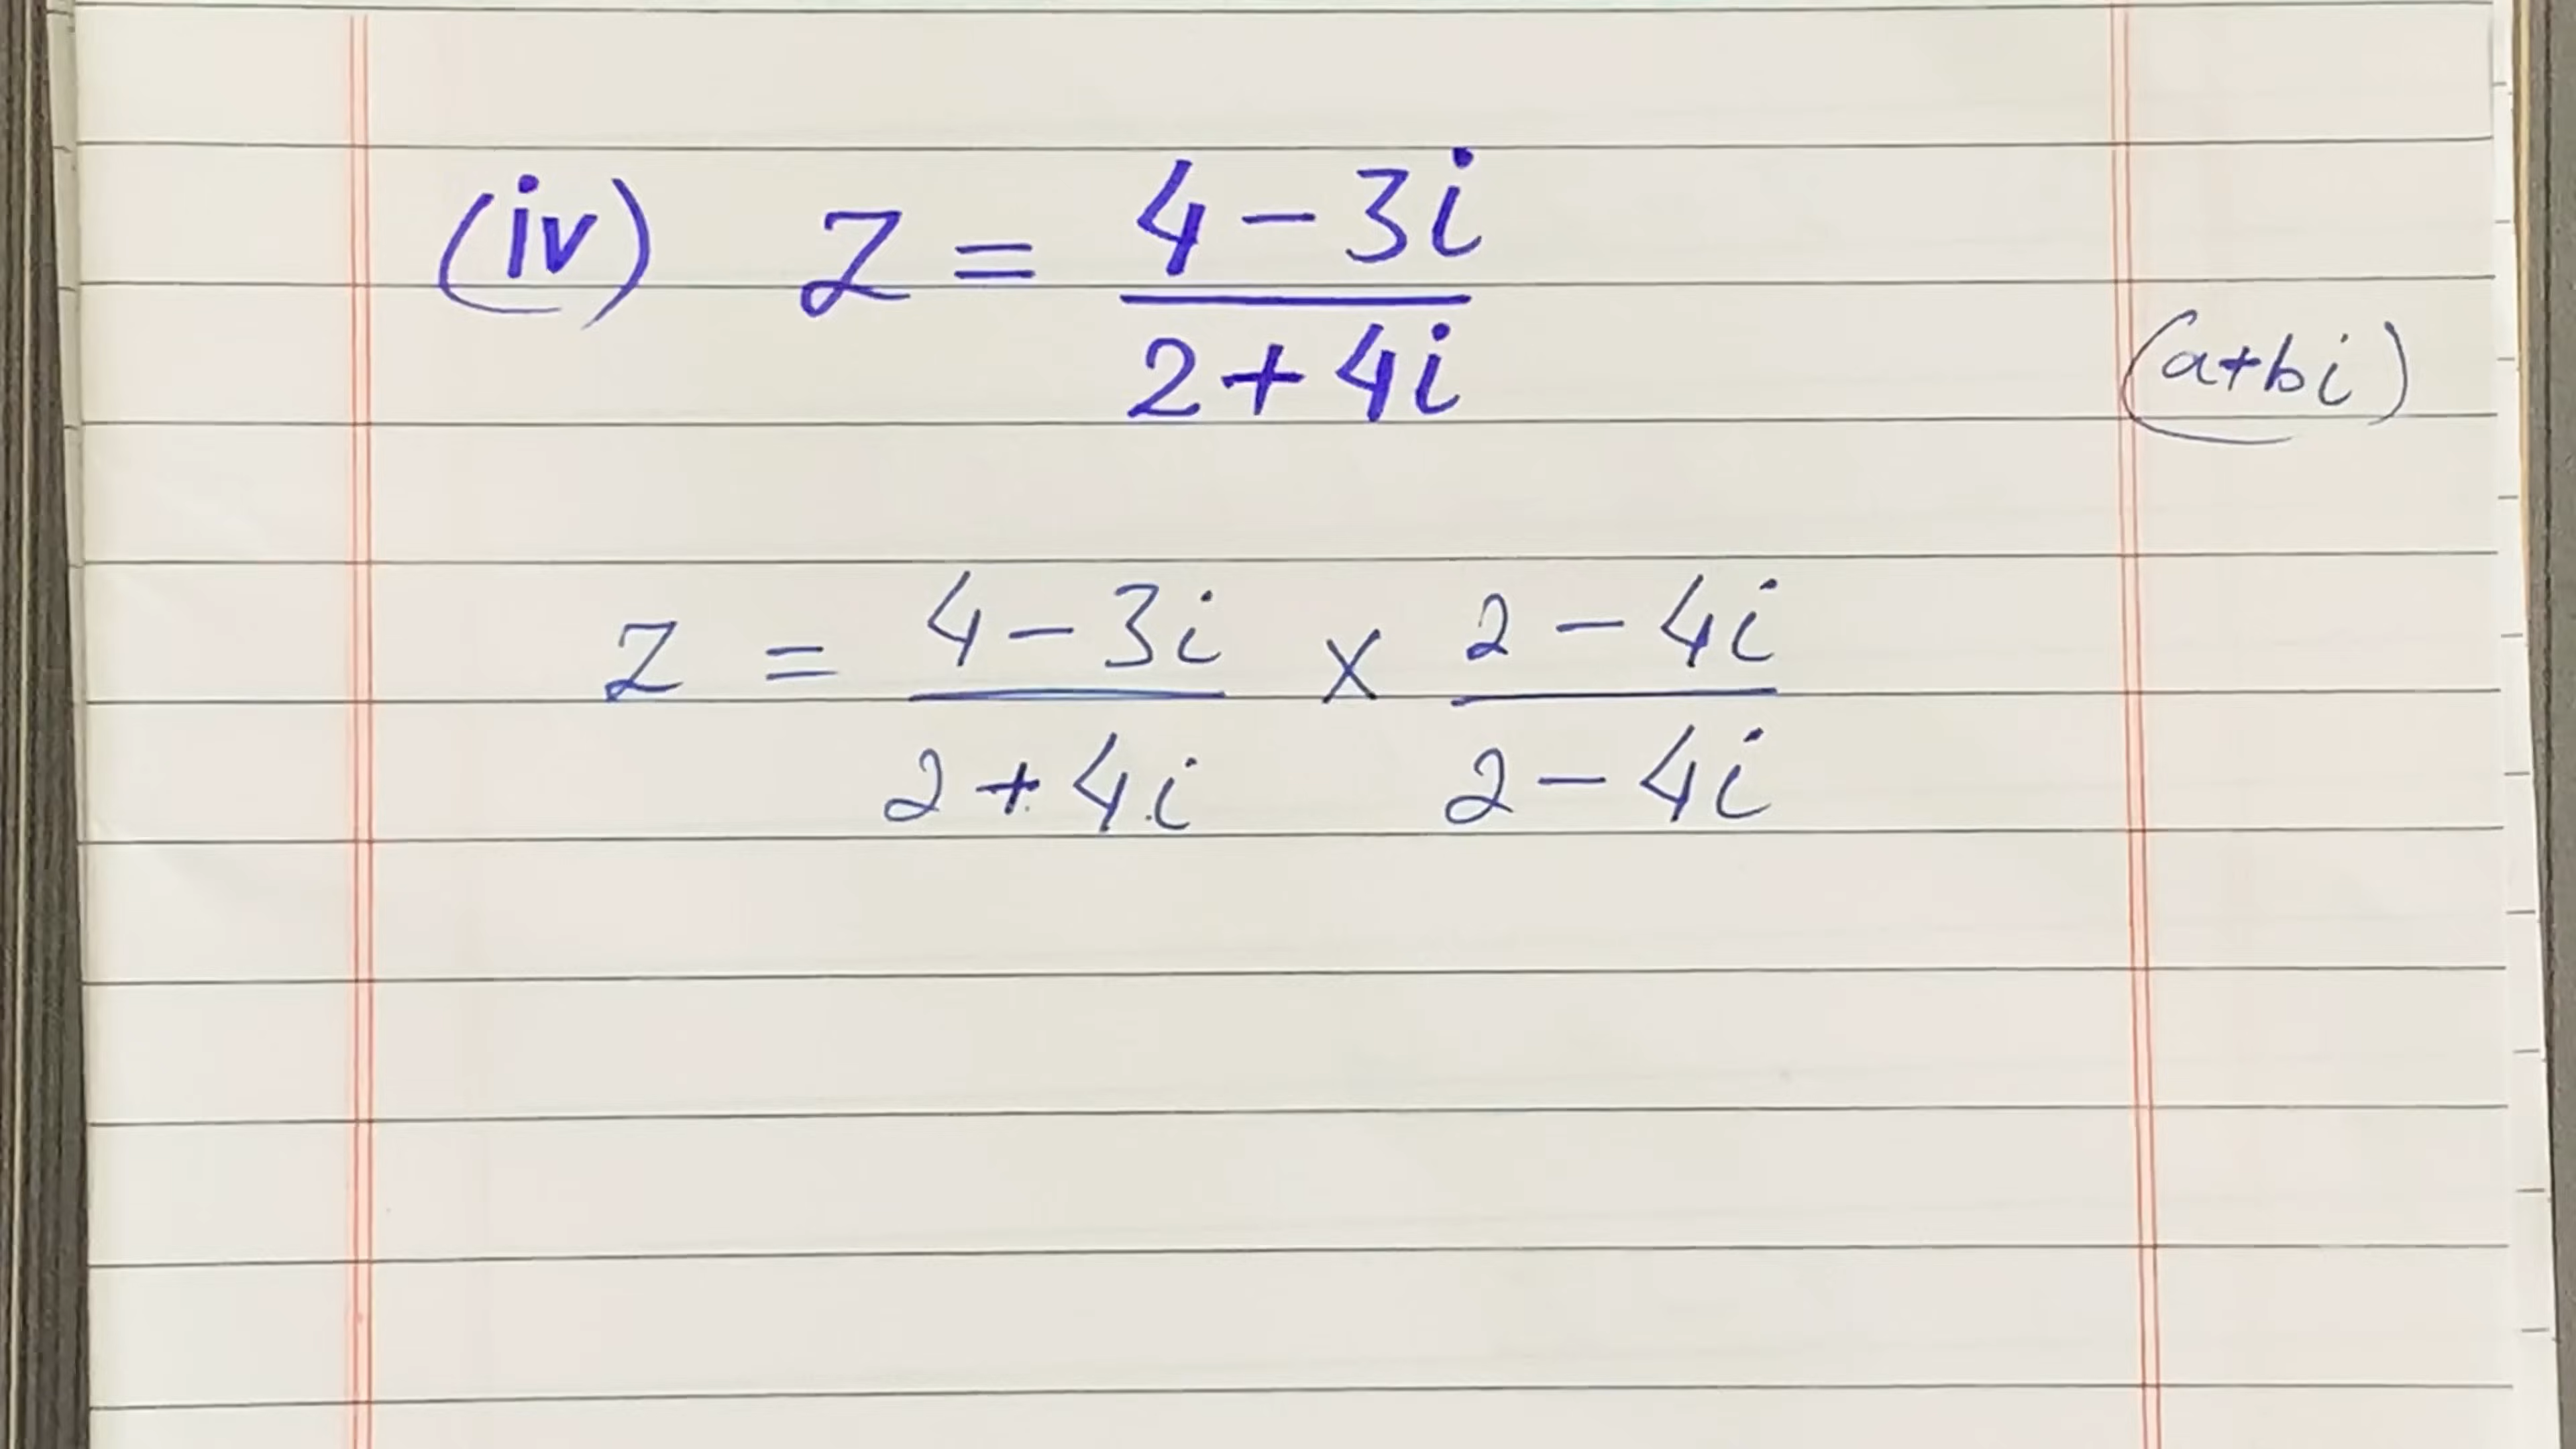 (iv) Z = 4 - 3i / 2 + 4i
(a+bi)
Z = 4 - 3i / 2 + 4i × 2 - 4i / 2 - 4i